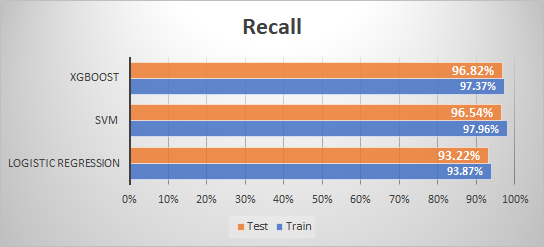 Recall
XGBOOST
96.82%
97.37%
SVM
96.54%
97.96%
LOGISTIC REGRESSION
93.22%
93.87%
0% 10% 20% 30% 40% 50% 60% 70% 80% 90% 100%
Test Train